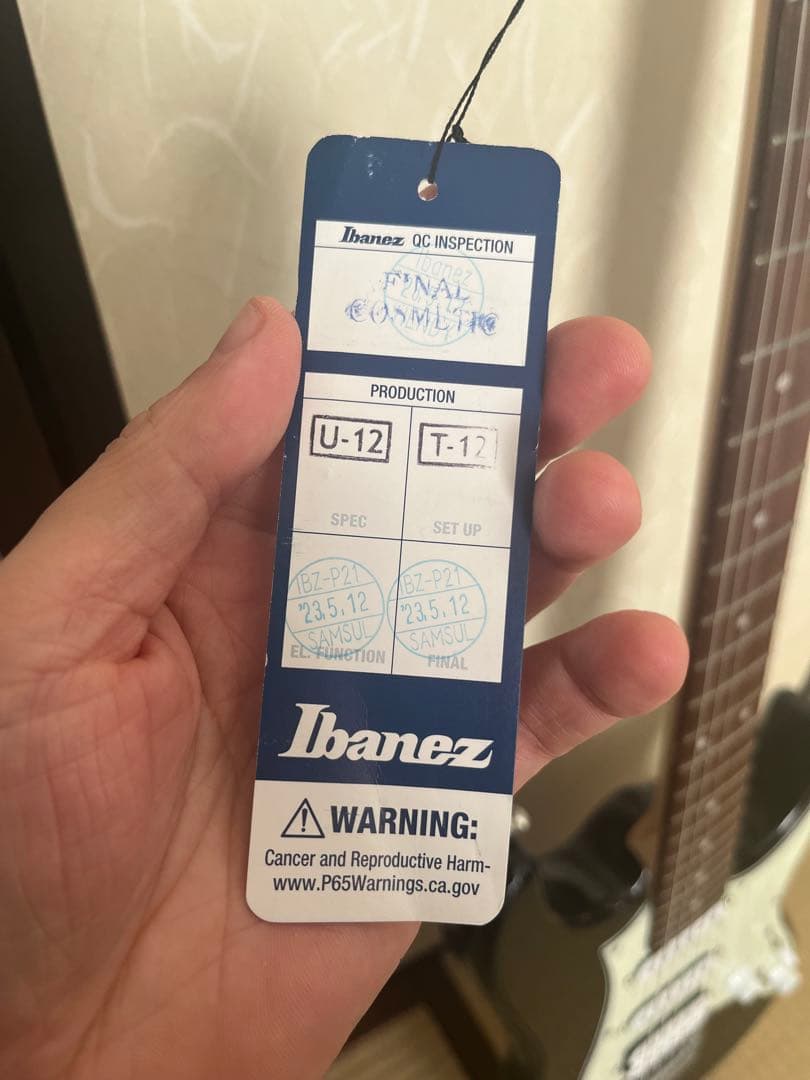 Ibanez QC INSPECTION
Ibanez
FINAL
COSMETIC
PRODUCTION
U-12
T-12
SPEC
SET UP
IBZ-P21
'23.5.12
SAMSUL
EL. FUNCTION
IBZ-P21
'23.5.12
SAMSUL
FINAL
Ibanez
WARNING:
Cancer and Reproductive Harm-
www.P65Warnings.ca.gov